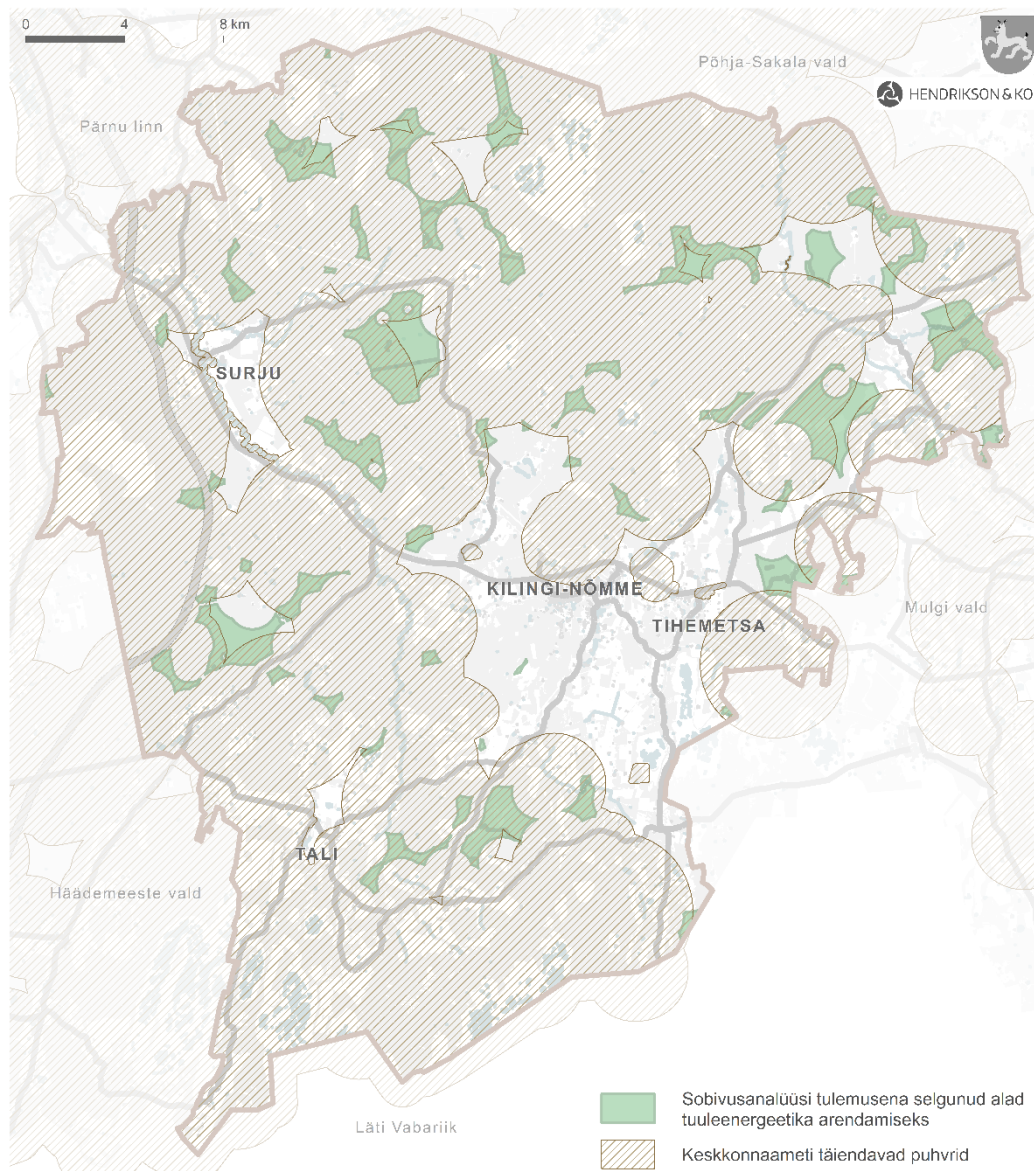 0 4 8 km
Põhja-Sakala vald
HENDRIKSON & KO
Pärnu linn
SURJU
KILINGI-NÕMME
TIHEMETSA
Mulgi vald
TALI
Häädemeeste vald
Läti Vabariik
Sobivusanalüüsi tulemusena selgunud alad
tuuleenergeetika arendamiseks
Keskkonnaameti täiendavad puhvrid